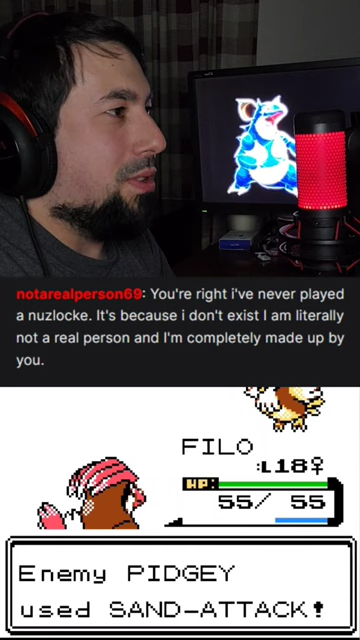 notarealperson69: You're right i've never played
a nuzlocke. It's because i don't exist I am literally
not a real person and I'm completely made up by
you.
FILO
:L18♀
HP:
55/ 55
Enemy PIDGEY
used SAND-ATTACK!